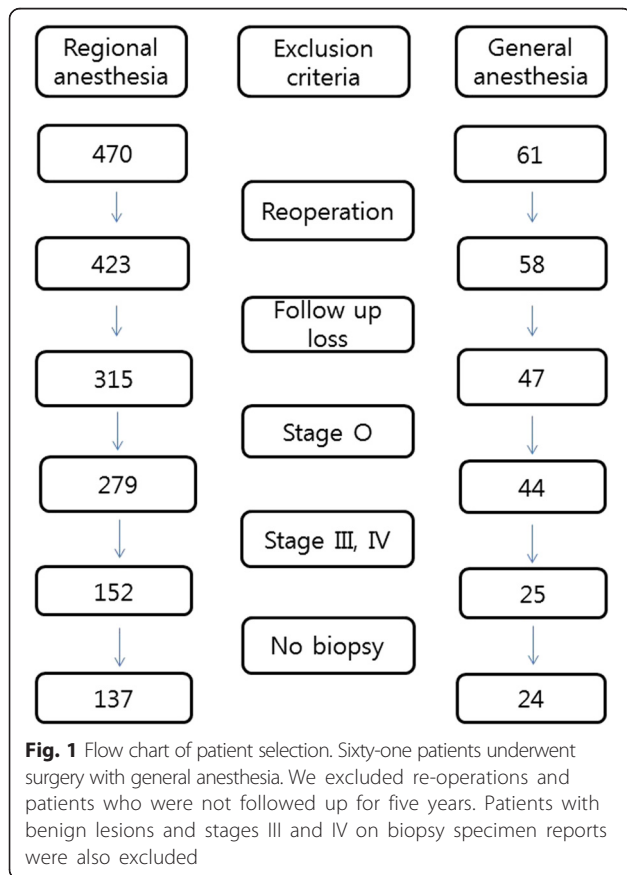 Regional
anesthesia
Exclusion
criteria
General
anesthesia
470
61
Reoperation
423
58
Follow up
loss
315
47
Stage O
279
44
Stage Ⅲ, Ⅳ
152
25
No biopsy
137
24
Fig. 1 Flow chart of patient selection. Sixty-one patients underwent
surgery with general anesthesia. We excluded re-operations and
patients who were not followed up for five years. Patients with
benign lesions and stages III and IV on biopsy specimen reports
were also excluded